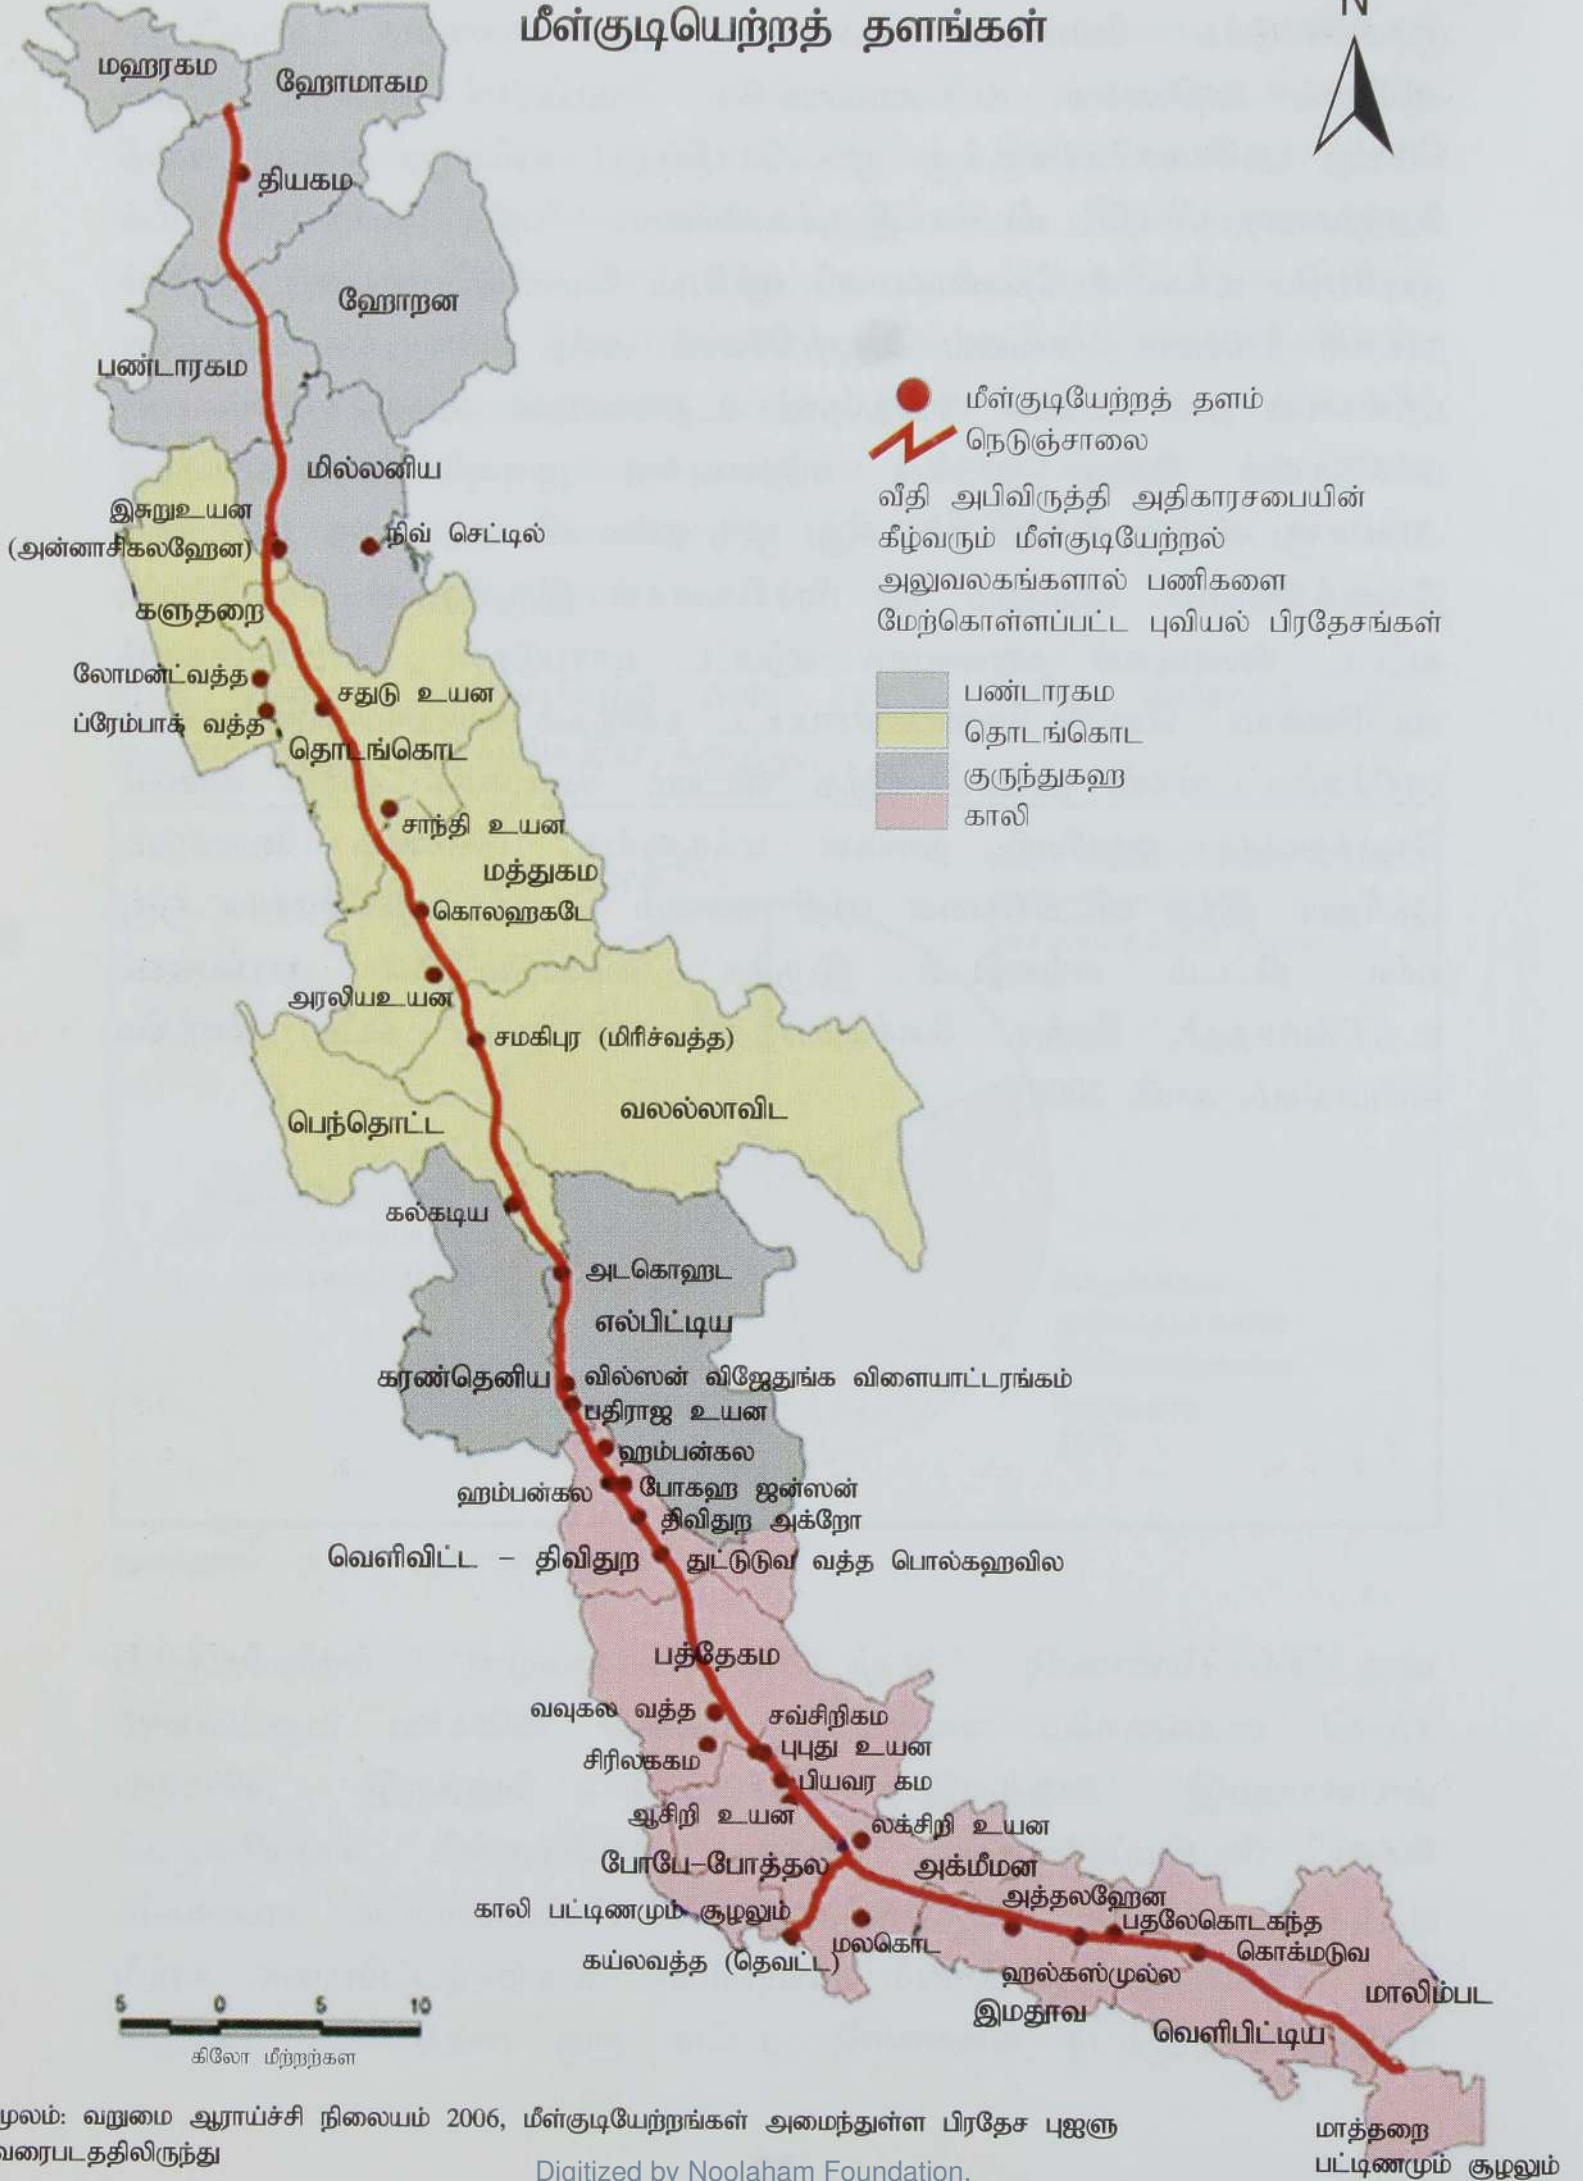 மீள்குடியெற்றத் தளங்கள்
N
மஹரகம
ஹோமாகம
தியகம
ஹோறன
பண்டாரகம
மீள்குடியேற்றத் தளம்
நெடுஞ்சாலை
மில்லனிய
வீதி அபிவிருத்தி அதிகாரசபையின்
கீழ்வரும் மீள்குடியேற்றல்
அலுவலகங்களால் பணிகளை
மேற்கொள்ளப்பட்ட புவியல் பிரதேசங்கள்
இசுறுஉயன
(அன்னாசிகலஹேன)
நிவ் செட்டில்
களுதறை
பண்டாரகம
தொடங்கொட
குருந்துகஹ
காலி
லோமன்ட்வத்த
சதுடு உயன
ப்ரேம்பாக் வத்த
தொடங்கொட
சாந்தி உயன
மத்துகம
கொலஹகடே
அரலியஉயன
சமகிபுர (மிரிச்வத்த)
வலல்லாவிட
பெந்தொட்ட
கல்கடிய
அடகொஹட
எல்பிட்டிய
கரண்தெனிய
வில்ஸன் விஜேதுங்க விளையாட்டரங்கம்
பதிராஜ உயன
ஹம்பன்கல
ஹம்பன்கல
போகஹ ஜன்ஸன்
திவிதுற அக்றோ
வெளிவிட்ட – திவிதுற
துட்டுடுவ வத்த பொல்கஹவில
பத்தேகம
வவுகல வத்த
சவ்சிறிகம
சிரிலககம
புபுது உயன
பியவர கம
ஆசிறி உயன
லக்சிறி உயன
போபே–போத்தல
அக்மீமன
அத்தலஹேன
காலி பட்டிணமும் சூழலும்
பதலேகொடகந்த
மலகொட
கொக்மடுவ
கய்லவத்த (தெவட்ட)
ஹல்கஸ்முல்ல
மாலிம்பட
இமதூவ
வெளிபிட்டிய
5 0 5 10
கிலோ மீற்றற்கள
மூலம்: வறுமை ஆராய்ச்சி நிலையம் 2006, மீள்குடியேற்றங்கள் அமைந்துள்ள பிரதேச புஐளு
வரைபடததிலிருந்து
மாத்தறை
பட்டிணமும் சூழலும்
Digitized by Noolaham Foundation.